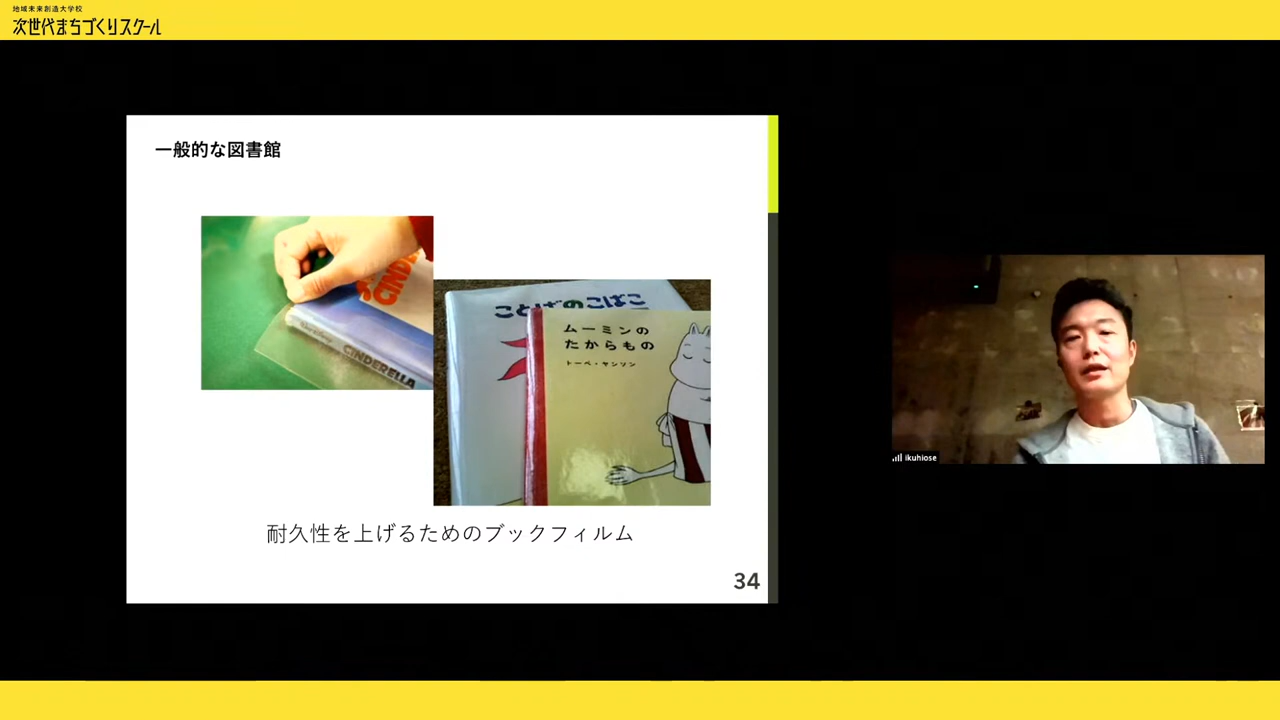 地域未来創造大学校
次世代まちづくりスクール
一般的な図書館
CINDE
CINDERELLA
ことばのこばこ
ムーミンの
たからもの
トーベ・ヤンソン
耐久性を上げるためのブックフィルム
34
ikuhiose